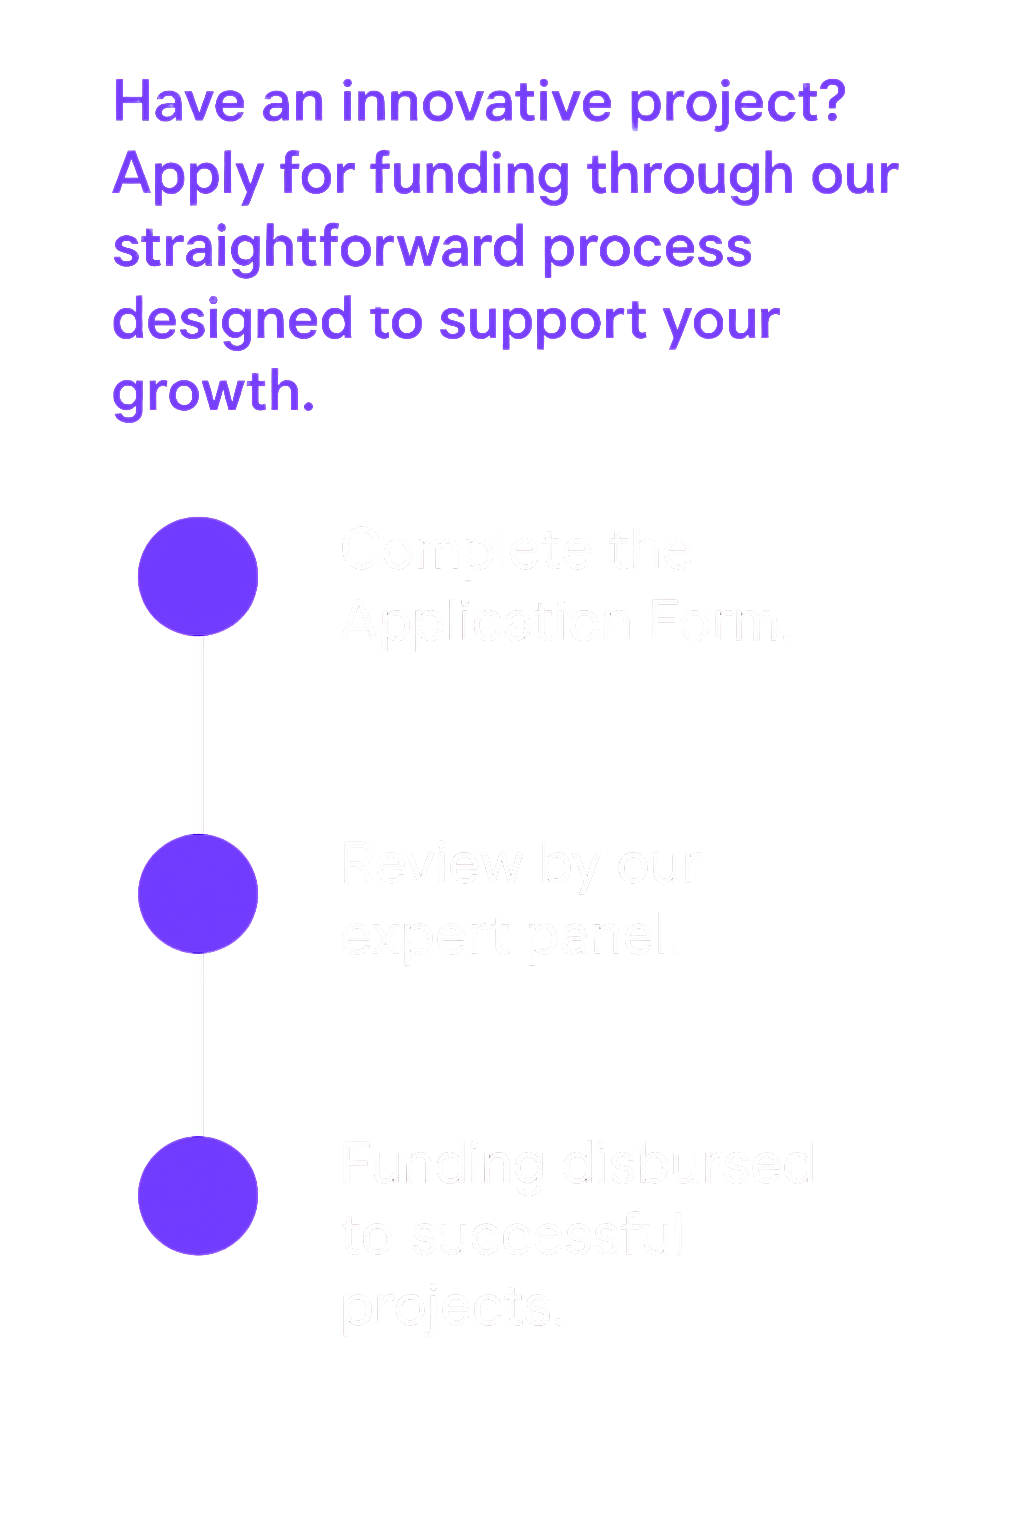 Have an innovative project?
Apply for funding through our
straightforward process
designed to support your
growth.
Complete the
Application Form.
Review by our
expert panel.
Funding disbursed
to successful
projects.